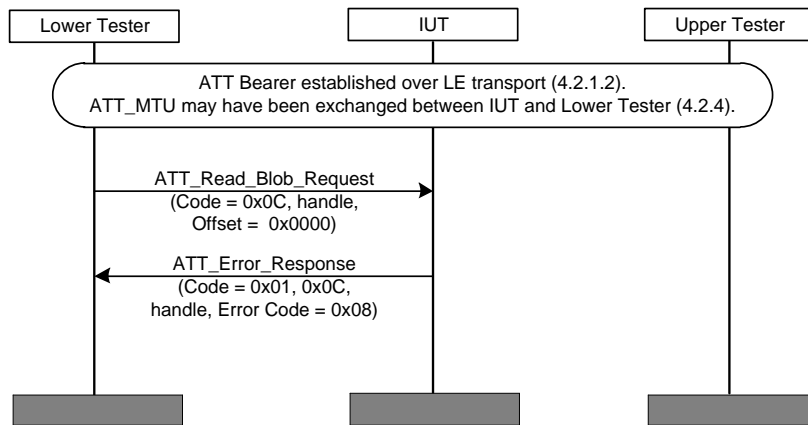 Lower Tester
IUT
Upper Tester
ATT Bearer established over LE transport (4.2.1.2).
ATT_MTU may have been exchanged between IUT and Lower Tester (4.2.4).
ATT_Read_Blob_Request
(Code = 0x0C, handle,
Offset = 0x0000)
ATT_Error_Response
(Code = 0x01, 0x0C,
handle, Error Code = 0x08)